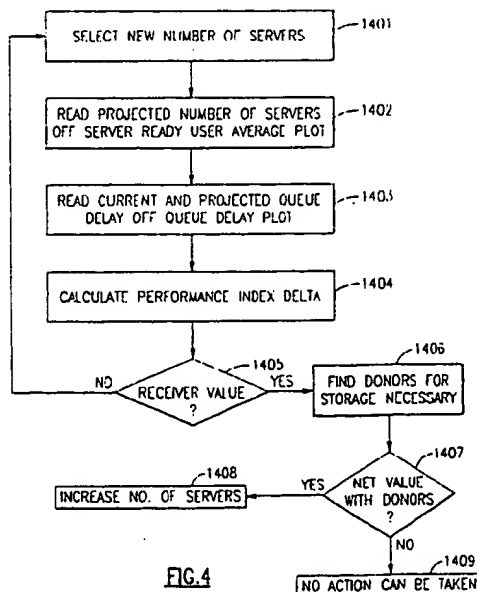 SELECT NEW NUMBER OF SERVERS
1401
READ PROJECTED NUMBER OF SERVERS
OFF SERVER READY USER AVERAGE PLOT
1402
READ CURRENT AND PROJECTED QUEUE
DELAY OFF QUEUE DELAY PLOT
1403
CALCULATE PERFORMANCE INDEX DELTA
1404
1405
RECEIVER VALUE
?
NO
YES
1406
FIND DONORS FOR
STORAGE NECESSARY
1407
NET VALUE
WITH DONORS
?
YES
1408
INCREASE NO. OF SERVERS
NO
1409
NO ACTION CAN BE TAKEN
FIG.4